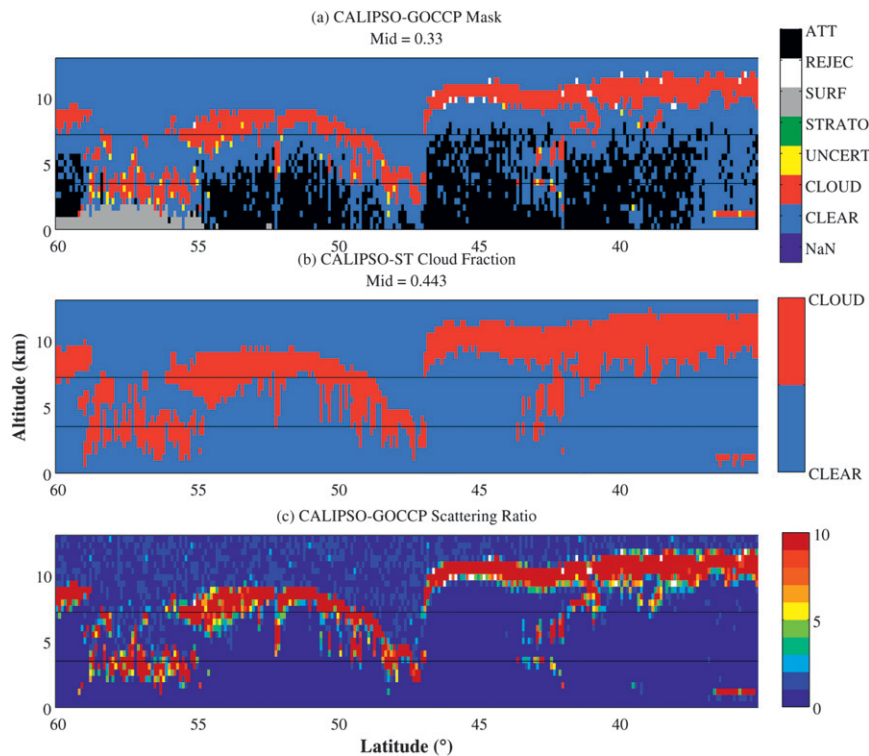 (a) CALIPSO-GOCCP Mask
Mid = 0.33
ATT
REJEC
SURF
STRATO
UNCERT
CLOUD
CLEAR
NaN
10
5
0
60 55 50 45 40
(b) CALIPSO-ST Cloud Fraction
Mid = 0.443
CLOUD
CLEAR
Altitude (km)
10
5
0
60 55 50 45 40
(c) CALIPSO-GOCCP Scattering Ratio
10
5
0
10
5
0
60 55 50 45 40
Latitude (°)